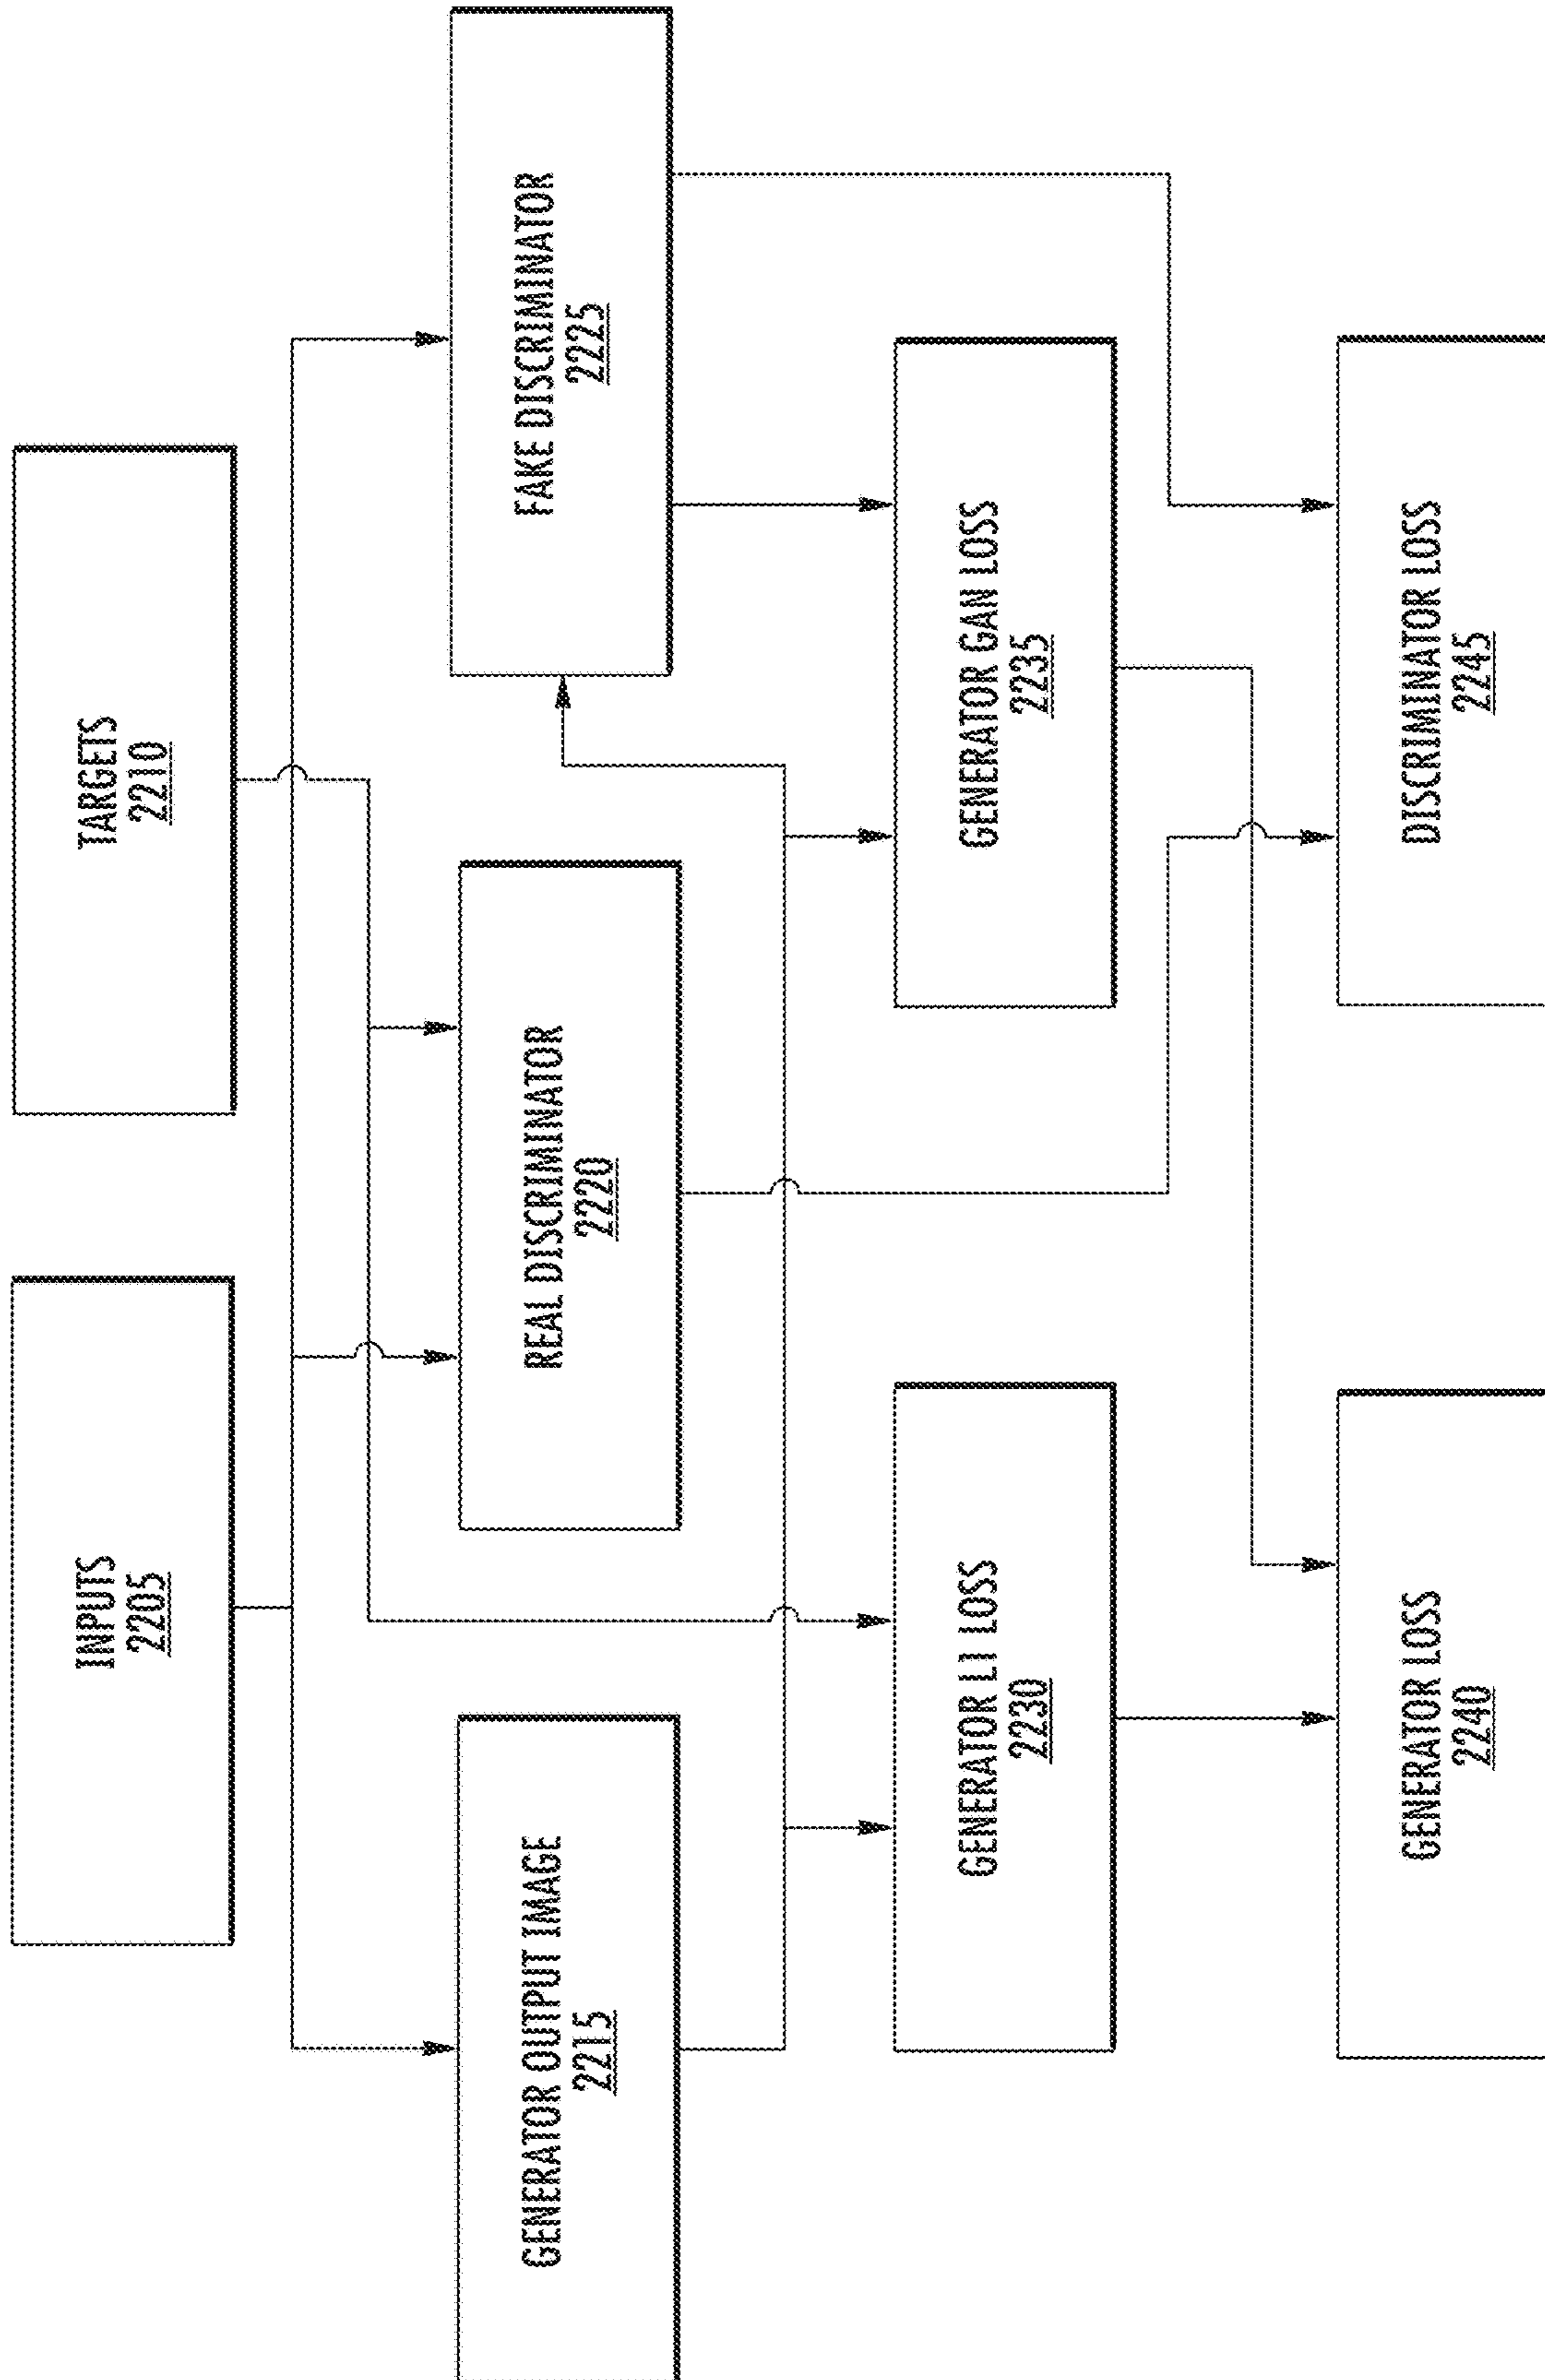 INPUTS
2205
TARGETS
2210
GENERATOR OUTPUT IMAGE
2215
REAL DISCRIMINATOR
2220
FAKE DISCRIMINATOR
2225
GENERATOR L1 LOSS
2230
GENERATOR GAN LOSS
2235
GENERATOR LOSS
2240
DISCRIMINATOR LOSS
2245